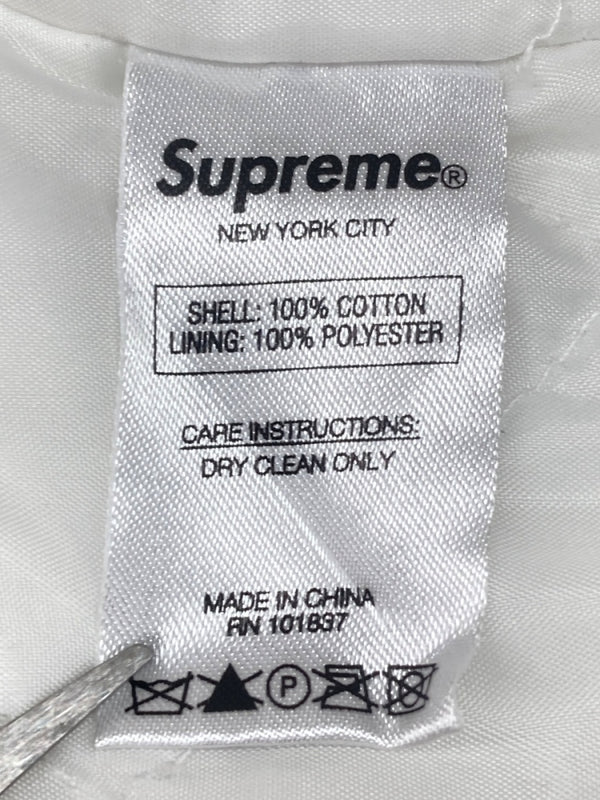 Supreme®
NEW YORK CITY
SHELL: 100% COTTON
LINING: 100% POLYESTER
CARE INSTRUCTIONS:
DRY CLEAN ONLY
MADE IN CHINA
RN 101837
P